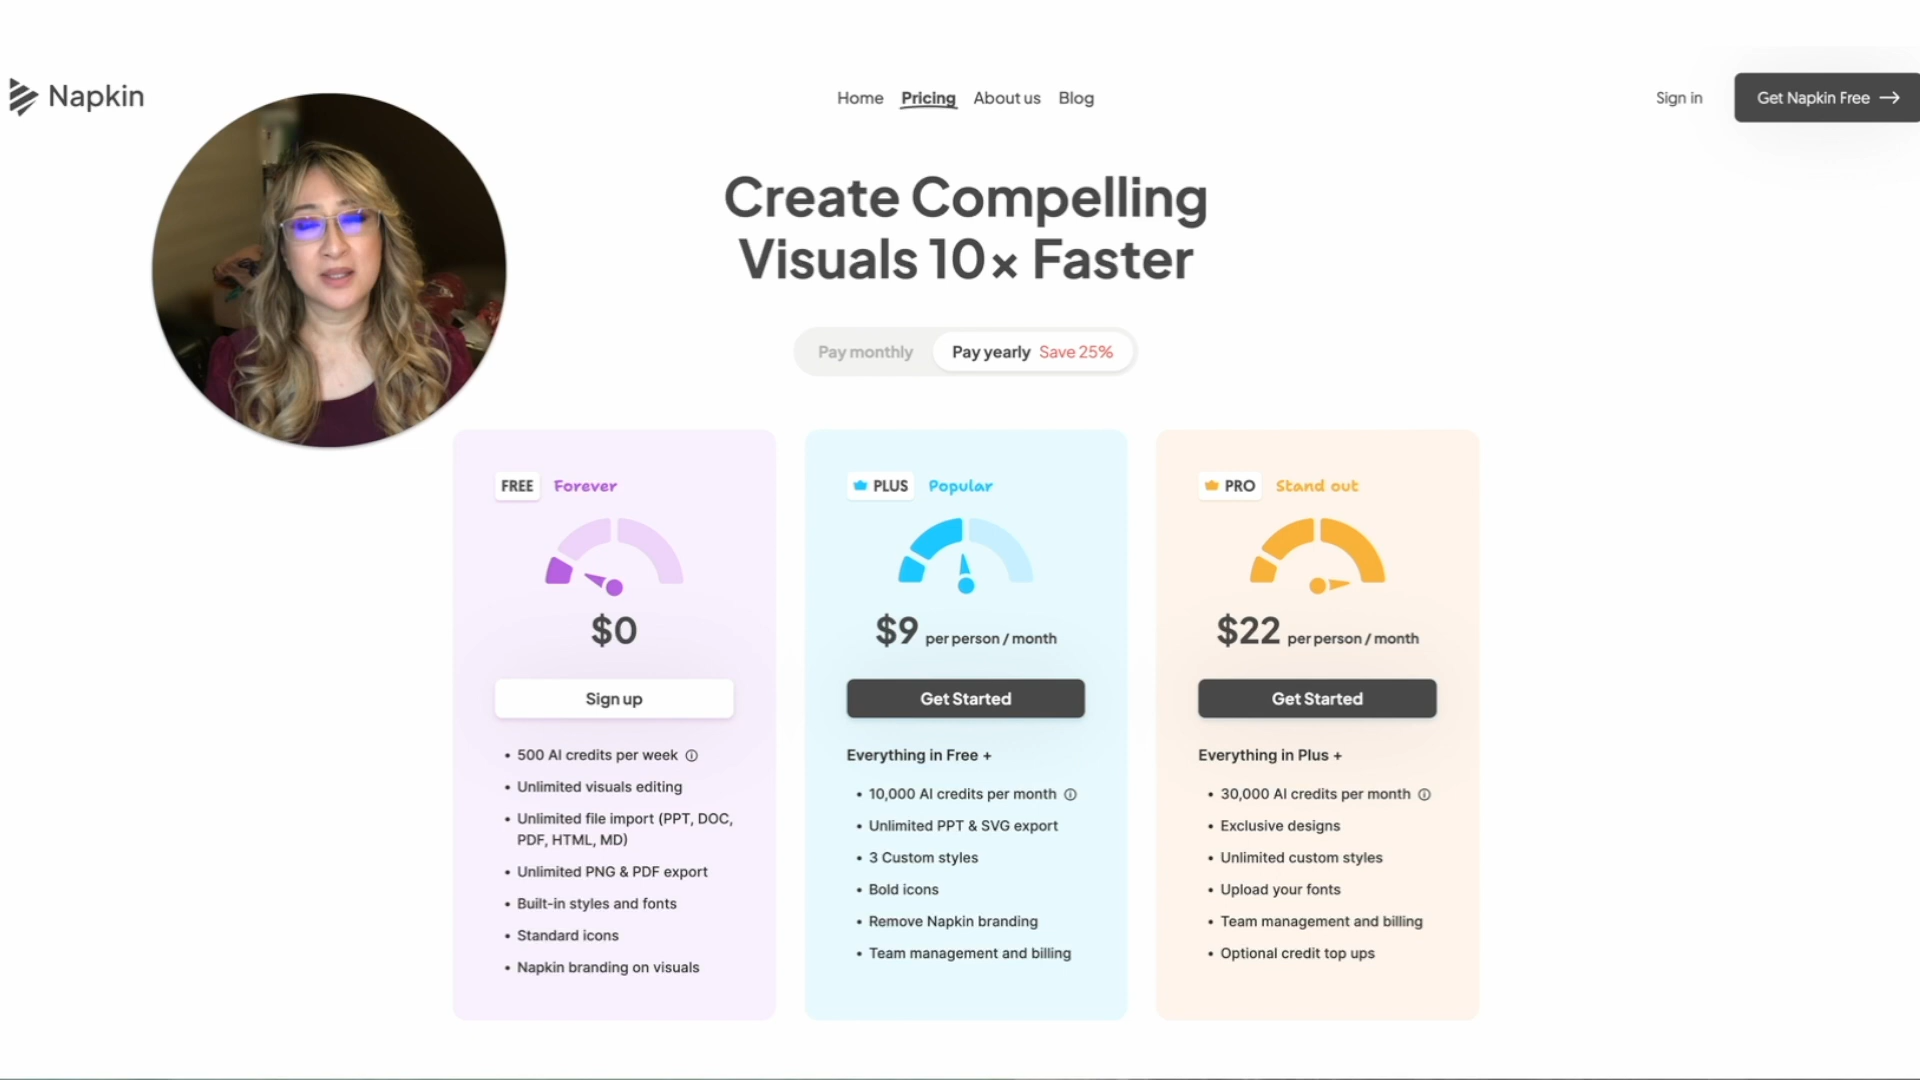 Napkin
Home Pricing About us Blog
Sign in
Get Napkin Free →
Create Compelling
Visuals 10× Faster
Pay monthly
Pay yearly Save 25%
FREE Forever
$0
Sign up
• 500 AI credits per week
• Unlimited visuals editing
• Unlimited file import (PPT, DOC,
PDF, HTML, MD)
• Unlimited PNG & PDF export
• Built-in styles and fonts
• Standard icons
• Napkin branding on visuals
PLUS Popular
$9 per person / month
Get Started
Everything in Free +
• 10,000 AI credits per month
• Unlimited PPT & SVG export
• 3 Custom styles
• Bold icons
• Remove Napkin branding
• Team management and billing
PRO Stand out
$22 per person / month
Get Started
Everything in Plus +
• 30,000 AI credits per month
• Exclusive designs
• Unlimited custom styles
• Upload your fonts
• Team management and billing
• Optional credit top ups